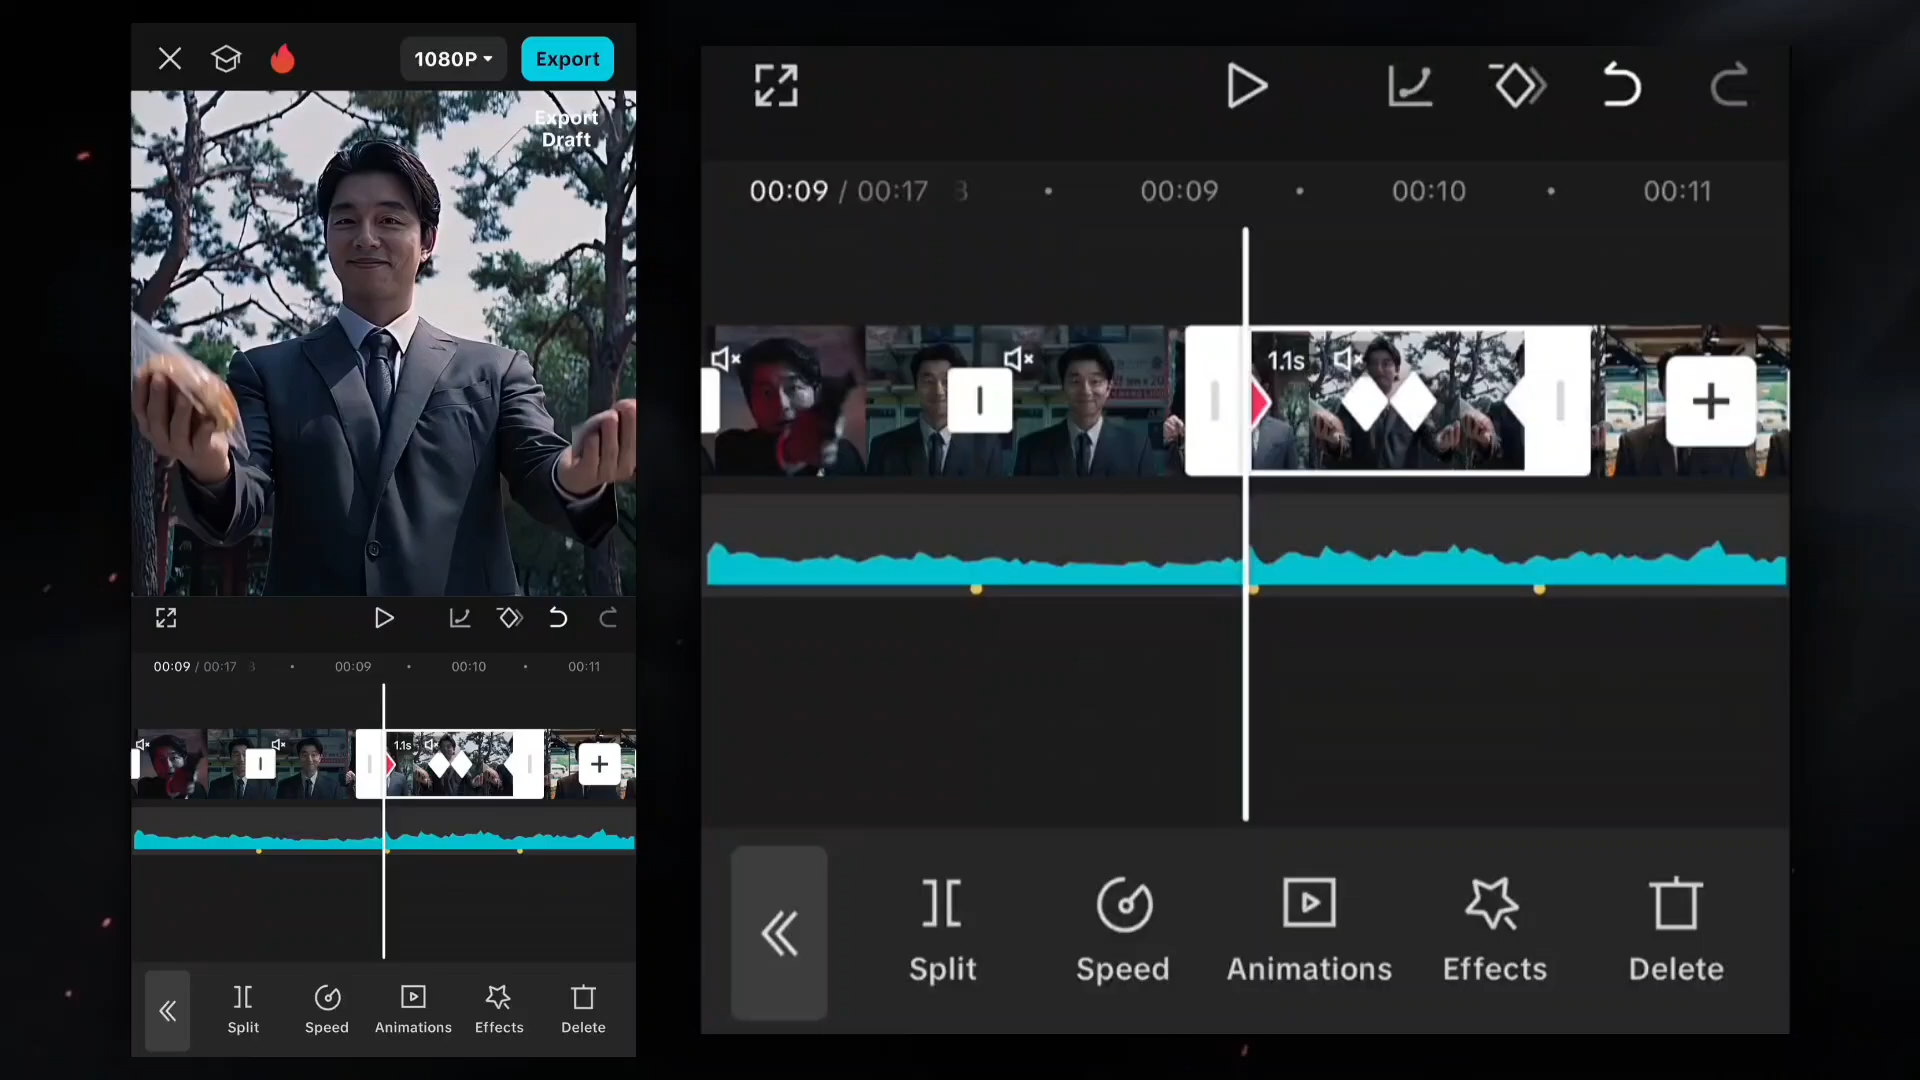 1080P
Export
Export
Draft
00:09 / 00:17
00:09
00:10
00:11
1.1s
Split
Speed
Animations
Effects
Delete
00:09 / 00:17
00:09
00:10
00:11
1.1s
Split
Speed
Animations
Effects
Delete